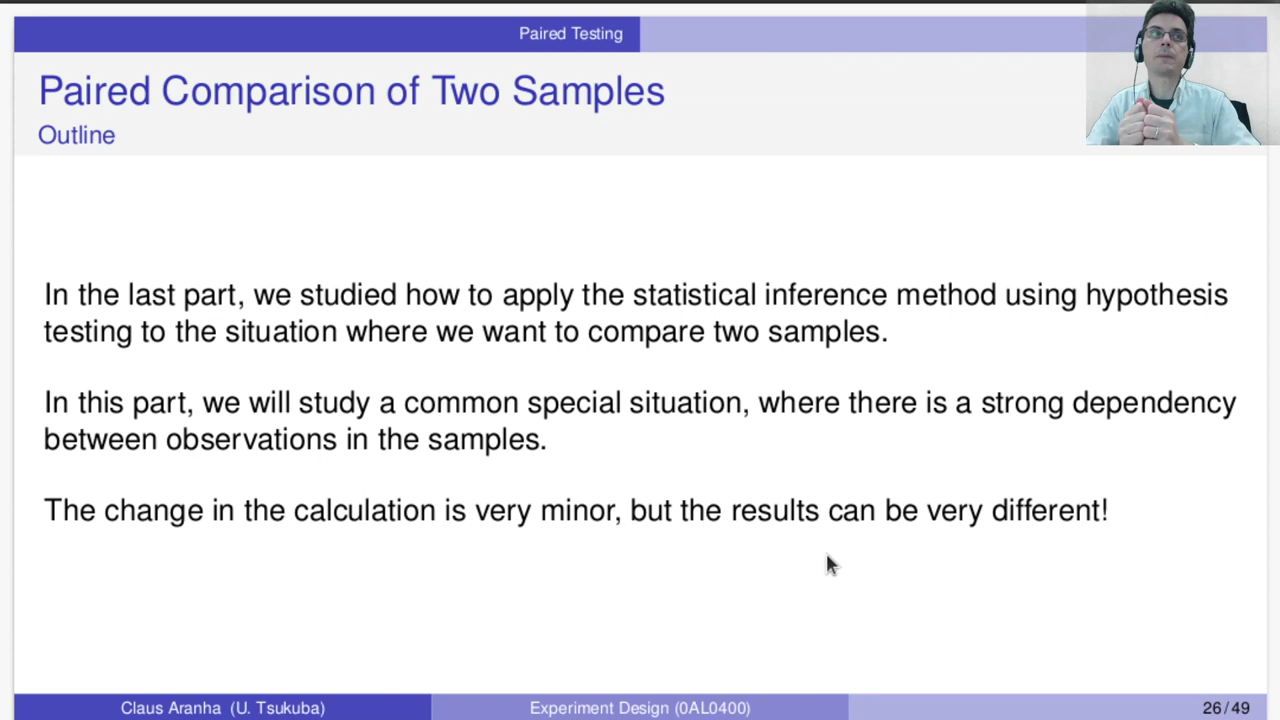 Paired Testing
Paired Comparison of Two Samples
Outline
In the last part, we studied how to apply the statistical inference method using hypothesis
testing to the situation where we want to compare two samples.
In this part, we will study a common special situation, where there is a strong dependency
between observations in the samples.
The change in the calculation is very minor, but the results can be very different!
Claus Aranha (U. Tsukuba)
Experiment Design (0AL0400)
26/49